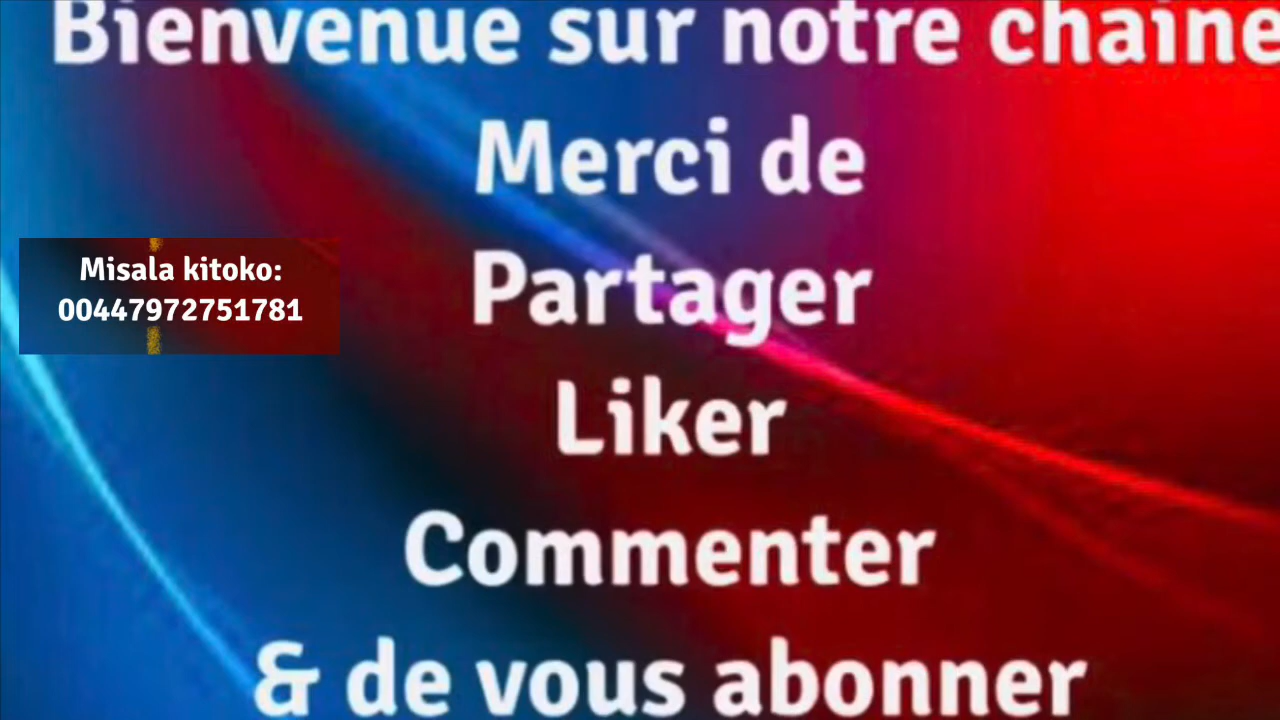 Bienvenue sur notre chaine
Merci de
Partager
Misala kitoko:
00447972751781
Liker
Commenter
& de vous abonner